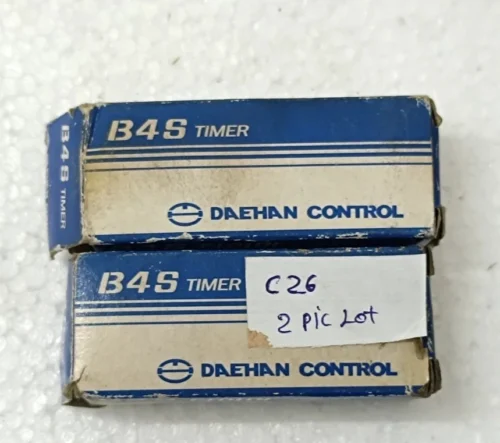 B4S TIMER
B4S TIMER
DAEHAN CONTROL
B4S TIMER
C26
2 pic Lot
DAEHAN CONTROL